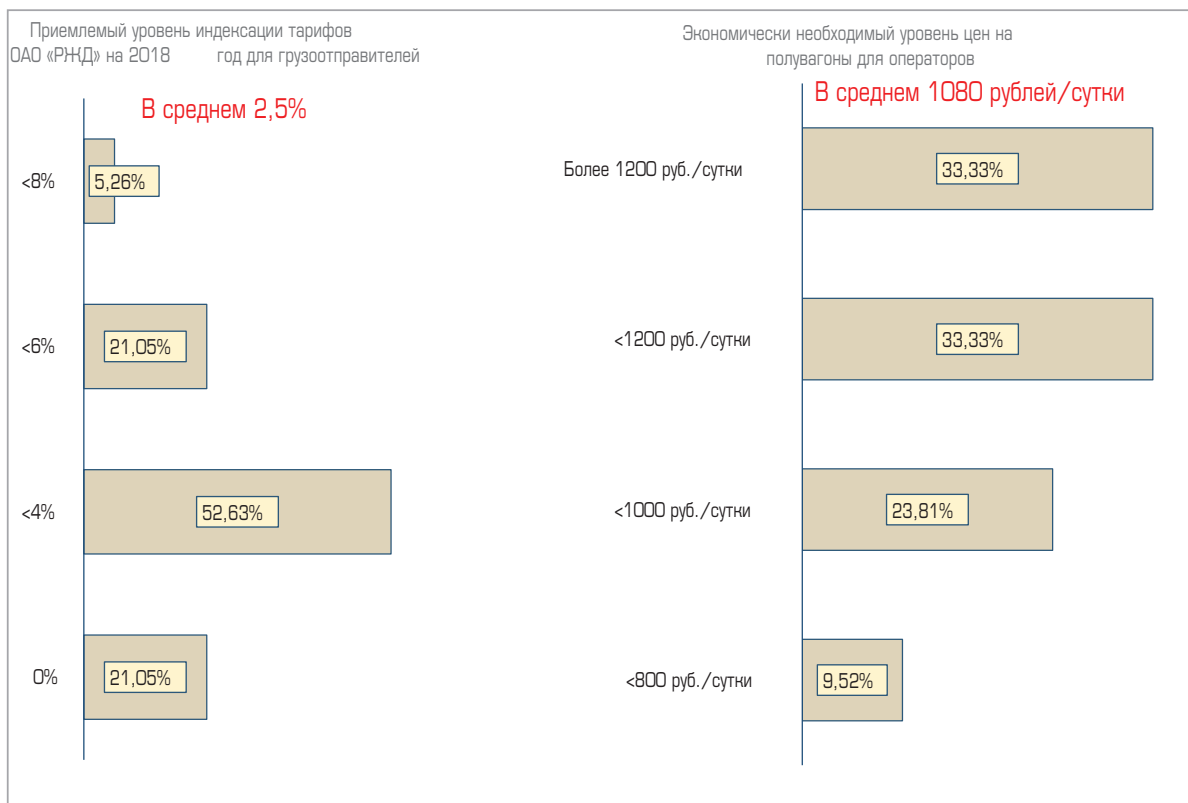 Приемлемый уровень индексации тарифов
ОАО «РЖД» на 2018 год для грузоотправителей
В среднем 2,5%
<8%
5,26%
<6%
21,05%
<4%
52,63%
0%
21,05%
Экономически необходимый уровень цен на
полувагоны для операторов
В среднем 1080 рублей/сутки
Более 1200 руб./сутки
33,33%
<1200 руб./сутки
33,33%
<1000 руб./сутки
23,81%
<800 руб./сутки
9,52%